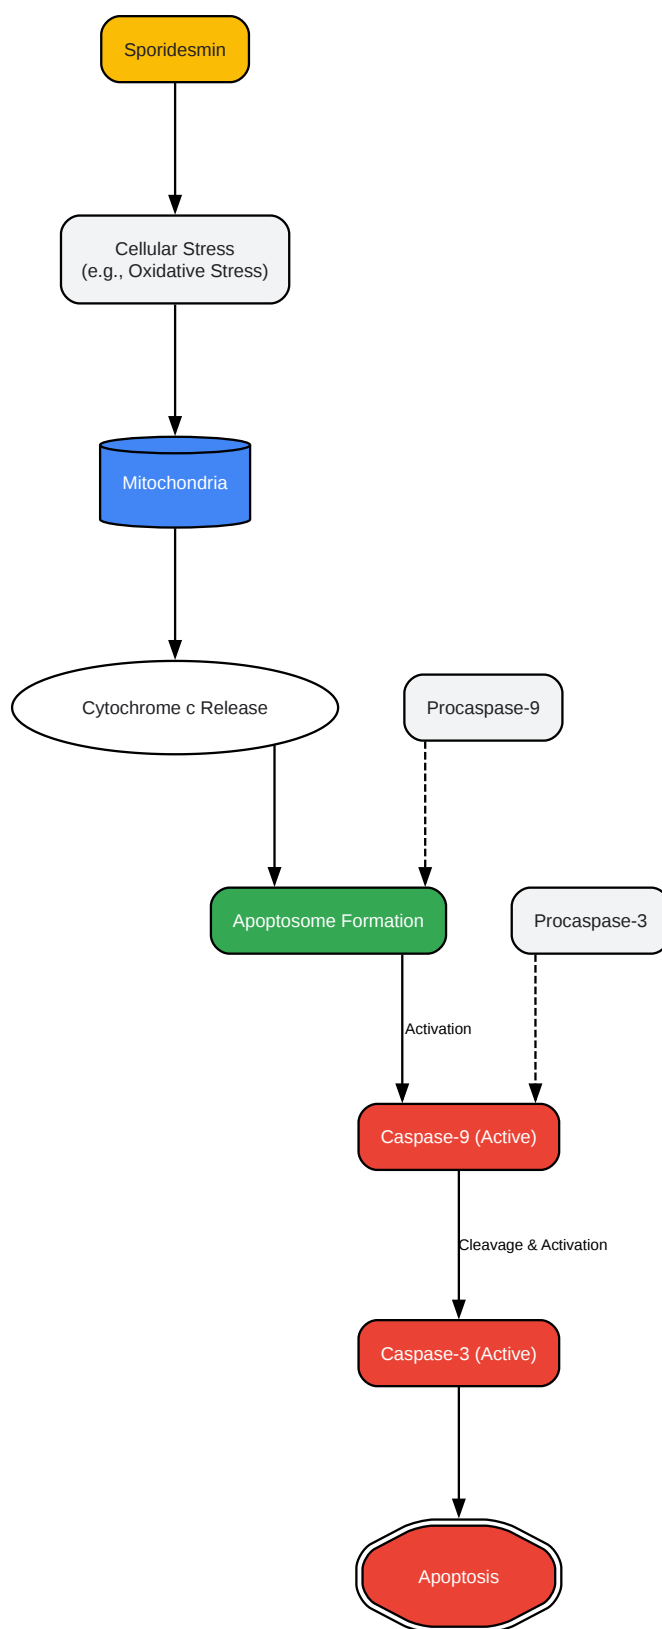 Sporidesmin
Cellular Stress
(e.g., Oxidative Stress)
Mitochondria
Cytochrome c Release
Procaspase-9
Apoptosome Formation
Procaspase-3
Activation
Caspase-9 (Active)
Cleavage & Activation
Caspase-3 (Active)
Apoptosis